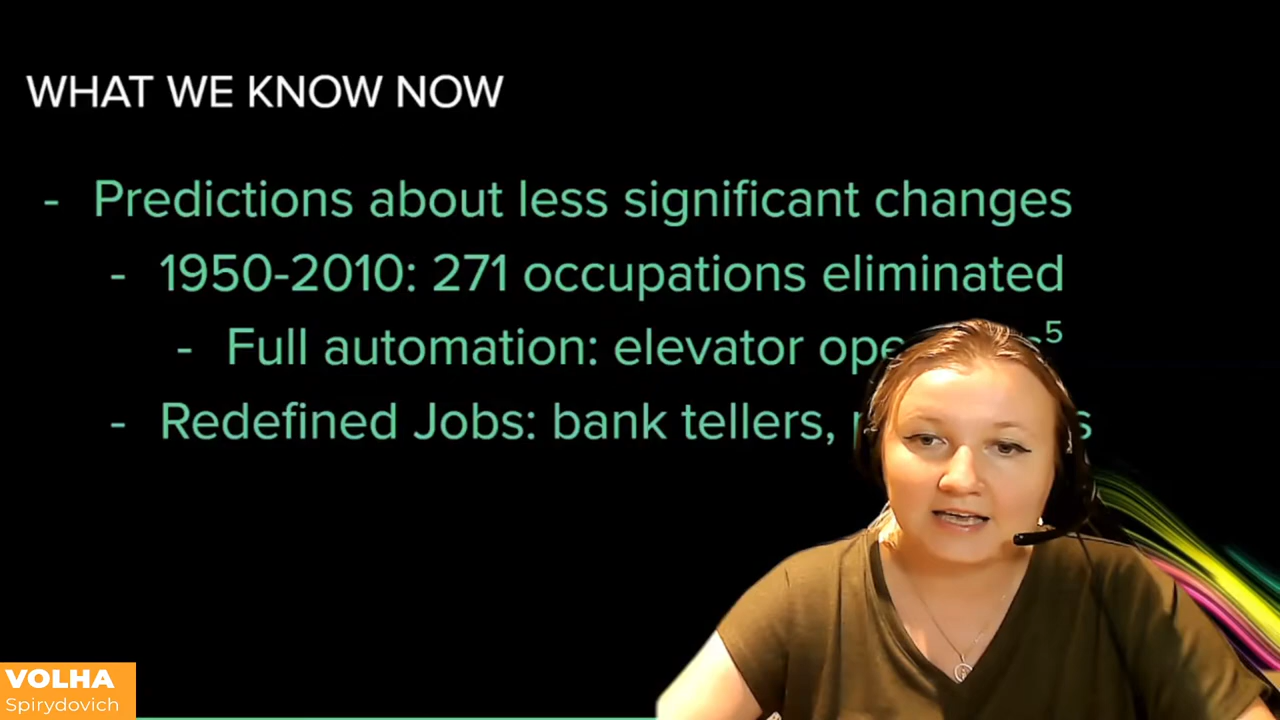 WHAT WE KNOW NOW
- Predictions about less significant changes
- 1950-2010: 271 occupations eliminated
- Full automation: elevator 5
- Redefined Jobs: bank tellers,
VOLHA
Spirydovich